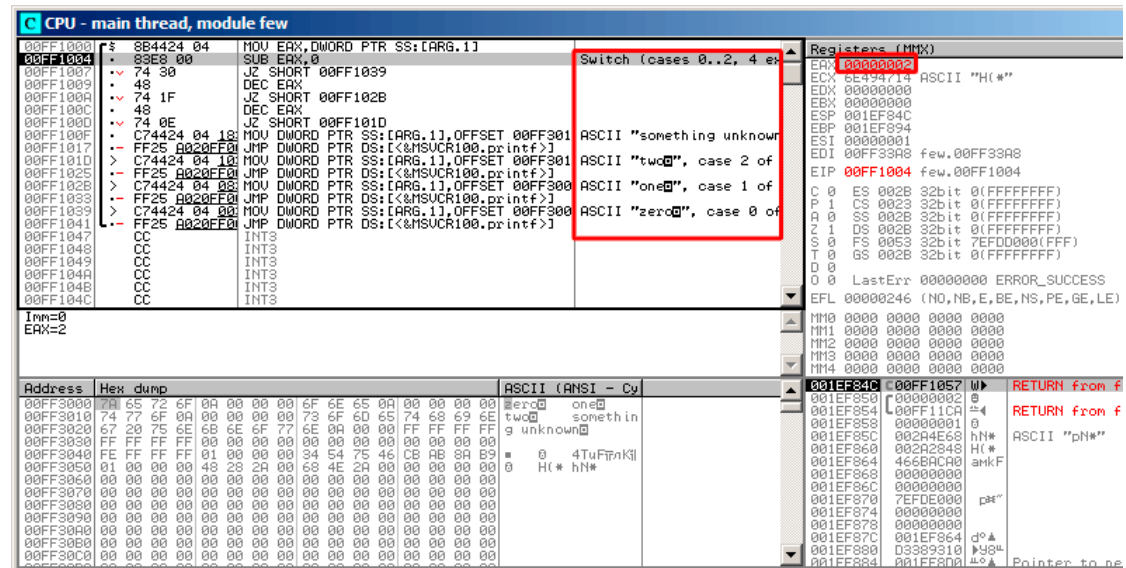 C CPU - main thread, module few
00FF1000 $ 8B4424 04 MOV EAX,DWORD PTR SS:[ARG.1]
00FF1004 · 83E8 00 SUB EAX,0 Switch (cases 0..2, 4 ex
00FF1007 ·v 74 30 JZ SHORT 00FF1039
00FF1009 · 48 DEC EAX
00FF100A ·v 74 1F JZ SHORT 00FF102B
00FF100C · 48 DEC EAX
00FF100D ·v 74 0E JZ SHORT 00FF101D
00FF100F · C74424 04 18: MOV DWORD PTR SS:[ARG.1],OFFSET 00FF301 ASCII "something unknown
00FF1017 ·- FF25 A020FF0 JMP DWORD PTR DS:[<&MSVCR100.printf>]
00FF101D > C74424 04 10: MOV DWORD PTR SS:[ARG.1],OFFSET 00FF301 ASCII "two◙", case 2 of
00FF1025 ·- FF25 A020FF0 JMP DWORD PTR DS:[<&MSVCR100.printf>]
00FF102B > C74424 04 08: MOV DWORD PTR SS:[ARG.1],OFFSET 00FF300 ASCII "one◙", case 1 of
00FF1033 ·- FF25 A020FF0 JMP DWORD PTR DS:[<&MSVCR100.printf>]
00FF1039 > C74424 04 00: MOV DWORD PTR SS:[ARG.1],OFFSET 00FF300 ASCII "zero◙", case 0 of
00FF1041 ·- FF25 A020FF0 JMP DWORD PTR DS:[<&MSVCR100.printf>]
00FF1047 CC INT3
00FF1048 CC INT3
00FF1049 CC INT3
00FF104A CC INT3
00FF104B CC INT3
00FF104C CC INT3
Imm=0
EAX=2
Registers (MMX)
EAX 00000002
ECX 6E494714 ASCII "H(*"
EDX 00000000
EBX 00000000
ESP 001EF84C
EBP 001EF894
ESI 00000001
EDI 00FF33A8 few.00FF33A8
EIP 00FF1004 few.00FF1004
C 0 ES 002B 32bit 0(FFFFFFFF)
P 1 CS 0023 32bit 0(FFFFFFFF)
A 0 SS 002B 32bit 0(FFFFFFFF)
Z 1 DS 002B 32bit 0(FFFFFFFF)
S 0 FS 0053 32bit 7EFDD000(FFF)
T 0 GS 002B 32bit 0(FFFFFFFF)
D 0
O 0 LastErr 00000000 ERROR_SUCCESS
EFL 00000246 (NO,NB,E,BE,NS,PE,GE,LE)
MM0 0000 0000 0000 0000
MM1 0000 0000 0000 0000
MM2 0000 0000 0000 0000
MM3 0000 0000 0000 0000
MM4 0000 0000 0000 0000
Address Hex dump ASCII (ANSI - Cy
00FF3000 7A 65 72 6F 0A 00 00 00 6F 6E 65 0A 00 00 00 00 zero◙ one◙
00FF3010 74 77 6F 0A 00 00 00 00 73 6F 6D 65 74 68 69 6E two◙ somethin
00FF3020 67 20 75 6E 6B 6E 6F 77 6E 0A 00 00 FF FF FF FF g unknown◙
00FF3030 FF FF FF FF 00 00 00 00 00 00 00 00 00 00 00 00
00FF3040 FE FF FF FF 01 00 00 00 34 54 75 46 CB AB 8A B9
00FF3050 01 00 00 00 48 28 2A 00 68 4E 2A 00 00 00 00 00 H(* hN*
00FF3060 00 00 00 00 00 00 00 00 00 00 00 00 00 00 00 00
00FF3070 00 00 00 00 00 00 00 00 00 00 00 00 00 00 00 00
00FF3080 00 00 00 00 00 00 00 00 00 00 00 00 00 00 00 00
00FF3090 00 00 00 00 00 00 00 00 00 00 00 00 00 00 00 00
00FF30A0 00 00 00 00 00 00 00 00 00 00 00 00 00 00 00 00
00FF30B0 00 00 00 00 00 00 00 00 00 00 00 00 00 00 00 00
00FF30C0 00 00 00 00 00 00 00 00 00 00 00 00 00 00 00 00
001EF84C 00FF1057 W► RETURN from f
001EF850 00000002
001EF854 00FF11CA RETURN from f
001EF858 00000001
001EF85C 002A4E68 hN* ASCII "pN*"
001EF860 002A2848 H(*
001EF864 466BACA0 амkF
001EF868 00000000
001EF86C 00000000
001EF870 7EFDE000
001EF874 00000000
001EF878 00000000
001EF87C 001EF864 d°▲
001EF880 D3389310
001EF884 001EF8D0 Pointer to ne